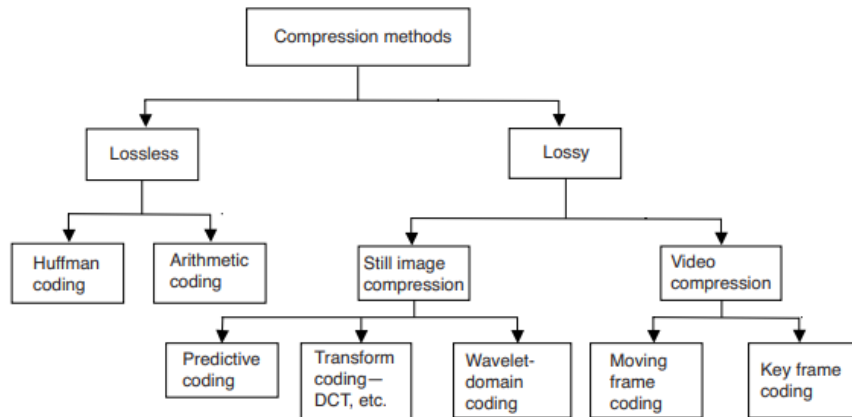 Compression methods
Lossless
Lossy
Huffman
coding
Arithmetic
coding
Still image
compression
Video
compression
Predictive
coding
Transform
coding—
DCT, etc.
Wavelet-
domain
coding
Moving
frame
coding
Key frame
coding